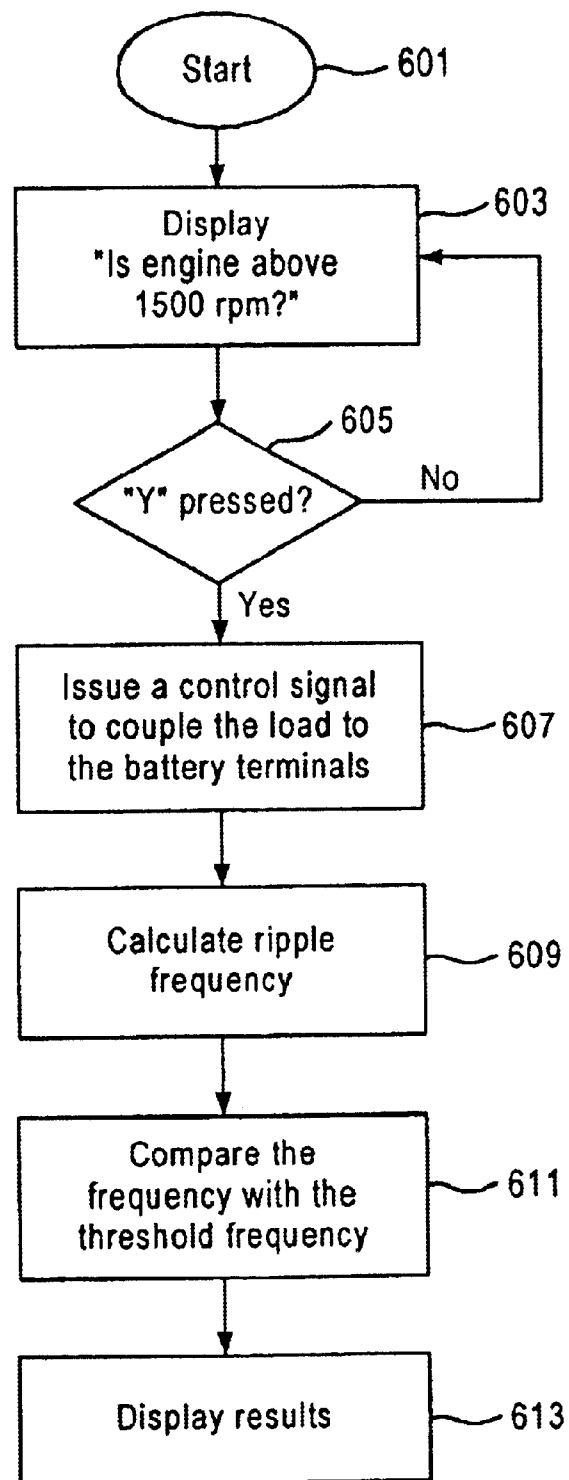 Start
601
Display
"Is engine above
1500 rpm?"
603
"Y" pressed?
605
No
Yes
Issue a control signal
to couple the load to
the battery terminals
607
Calculate ripple
frequency
609
Compare the
frequency with the
threshold frequency
611
Display results
613